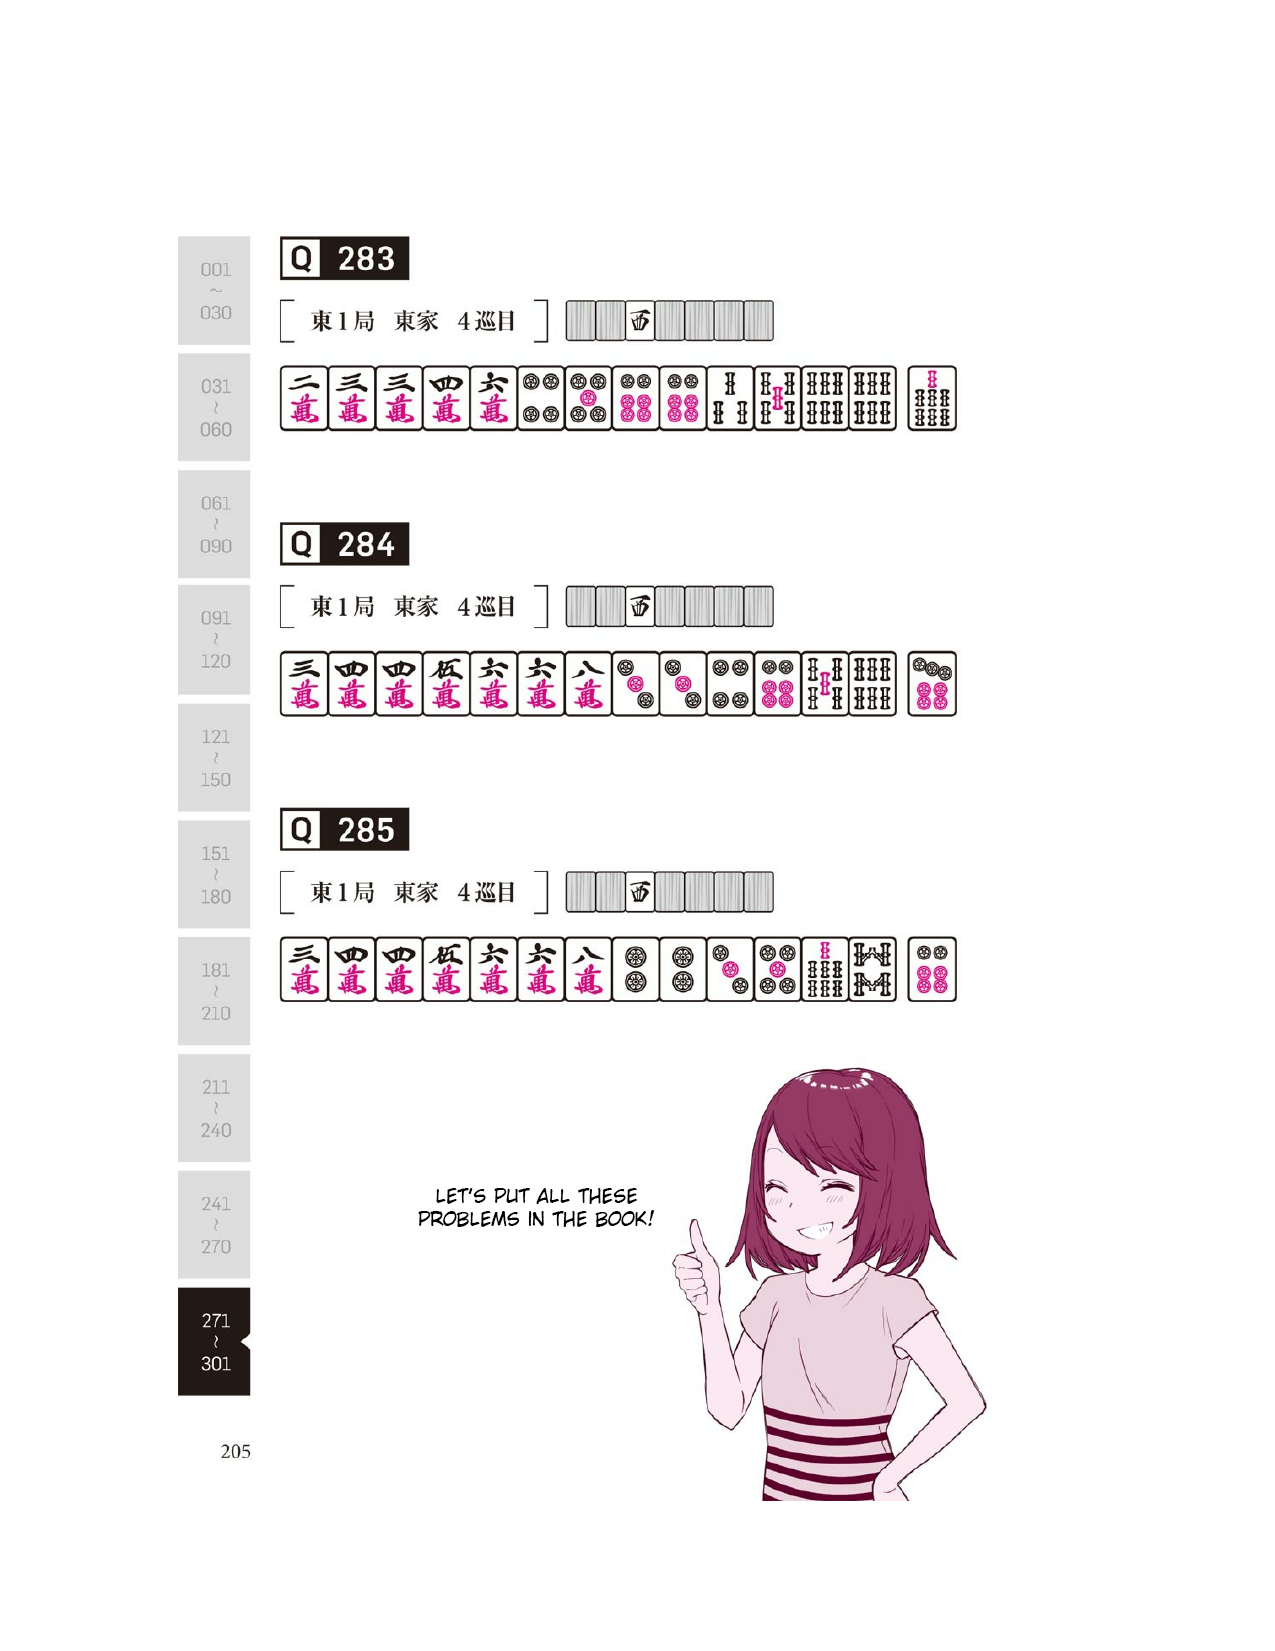 001
~
030
031
~
060
061
~
090
091
~
120
121
~
150
151
~
180
181
~
210
211
~
240
241
~
270
271
~
301
Q 283
[ 東1局 東家 4巡目 ] 西
二萬 三萬 三萬 四萬 六萬
Q 284
[ 東1局 東家 4巡目 ] 西
三萬 四萬 四萬 伍萬 六萬 六萬 八萬
Q 285
[ 東1局 東家 4巡目 ] 西
三萬 四萬 四萬 伍萬 六萬 六萬 八萬
LET'S PUT ALL THESE
PROBLEMS IN THE BOOK!
205